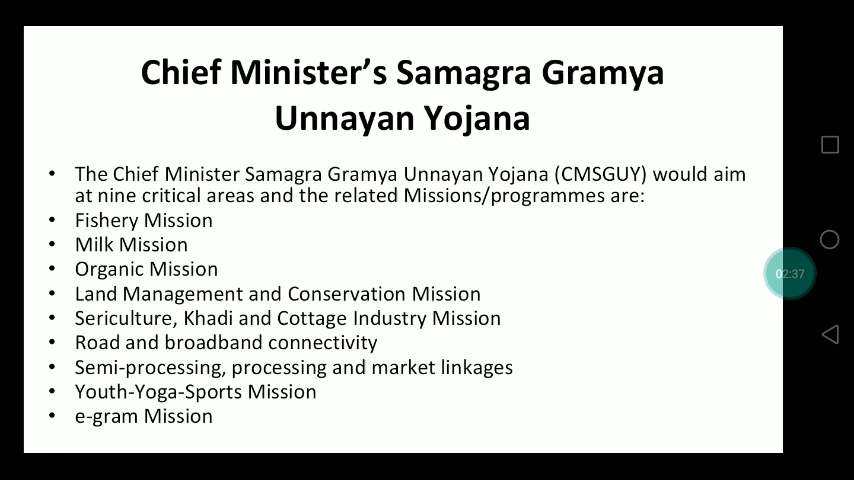 Chief Minister’s Samagra Gramya
Unnayan Yojana
• The Chief Minister Samagra Gramya Unnayan Yojana (CMSGUY) would aim
at nine critical areas and the related Missions/programmes are:
• Fishery Mission
• Milk Mission
• Organic Mission
• Land Management and Conservation Mission
• Sericulture, Khadi and Cottage Industry Mission
• Road and broadband connectivity
• Semi-processing, processing and market linkages
• Youth-Yoga-Sports Mission
• e-gram Mission
02:37